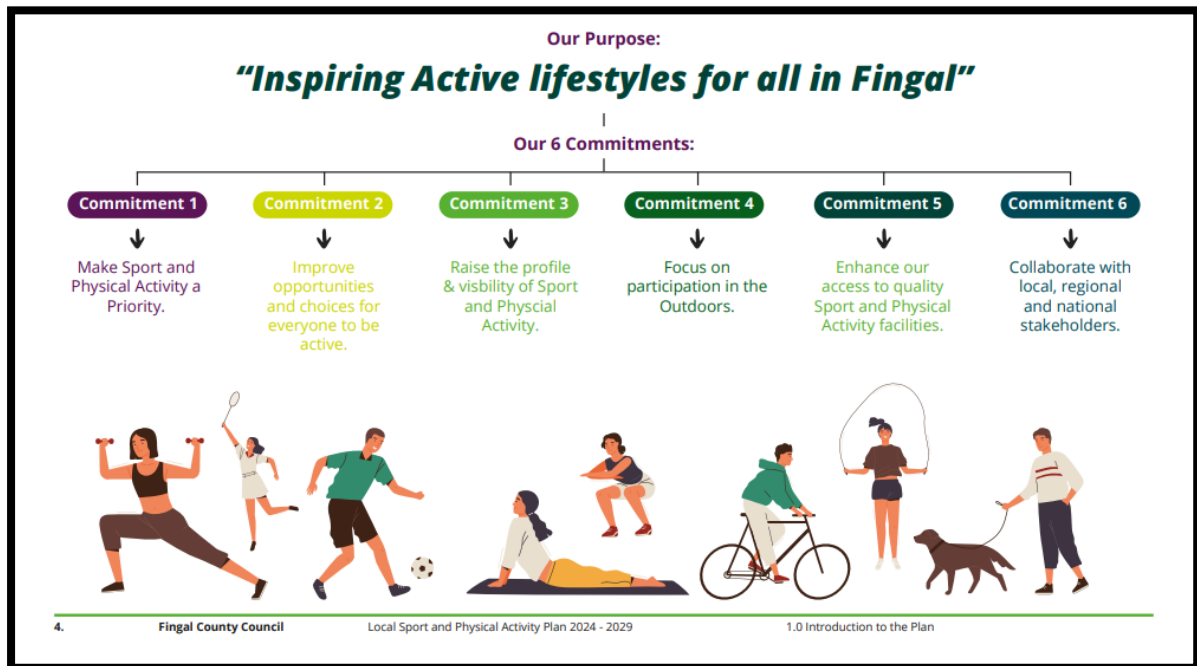 Our Purpose:
“Inspiring Active lifestyles for all in Fingal”
Our 6 Commitments:
Commitment 1
Make Sport and
Physical Activity a
Priority.
Commitment 2
Improve
opportunities
and choices for
everyone to be
active.
Commitment 3
Raise the profile
& visbility of Sport
and Physcial
Activity.
Commitment 4
Focus on
participation in the
Outdoors.
Commitment 5
Enhance our
access to quality
Sport and Physical
Activity facilities.
Commitment 6
Collaborate with
local, regional
and national
stakeholders.
4. Fingal County Council Local Sport and Physical Activity Plan 2024 - 2029 1.0 Introduction to the Plan